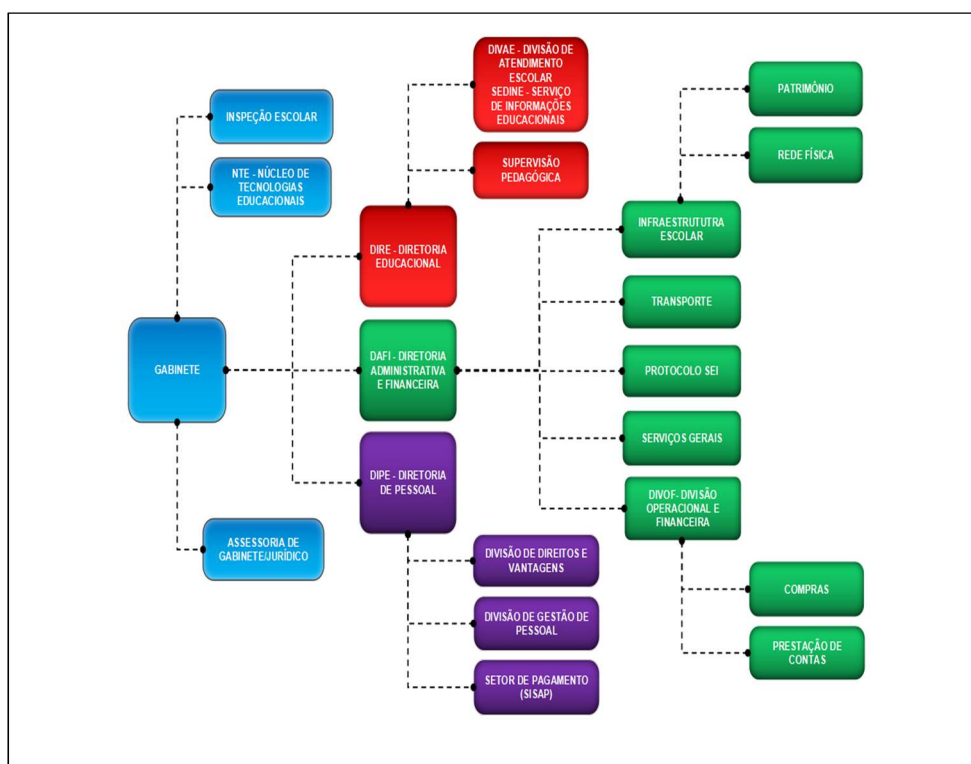 DIVAE - DIVISÃO DE
ATENDIMENTO
ESCOLAR
SEDINE - SERVIÇO
DE INFORMAÇÕES
EDUCACIONAIS
PATRIMÔNIO
INSPEÇÃO ESCOLAR
REDE FÍSICA
SUPERVISÃO
PEDAGÓGICA
NTE - NÚCLEO DE
TECNOLOGIAS
EDUCACIONAIS
INFRAESTRUTUTRA
ESCOLAR
DIRE - DIRETORIA
EDUCACIONAL
TRANSPORTE
GABINETE
DAFI - DIRETORIA
ADMINISTRATIVA
E FINANCEIRA
PROTOCOLO SEI
SERVIÇOS GERAIS
DIPE - DIRETORIA
DE PESSOAL
DIVOF- DIVISÃO
OPERACIONAL E
FINANCEIRA
ASSESSORIA DE
GABINETE/JURÍDICO
DIVISÃO DE DIREITOS E
VANTAGENS
COMPRAS
DIVISÃO DE GESTÃO DE
PESSOAL
PRESTAÇÃO DE
CONTAS
SETOR DE PAGAMENTO
(SISAP)